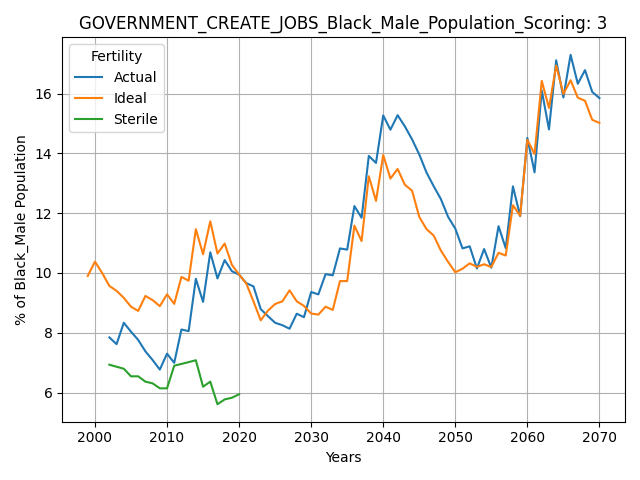 GOVERNMENT_CREATE_JOBS_Black_Male_Population_Scoring: 3
Fertility
Actual
Ideal
Sterile
% of Black_Male Population
16
14
12
10
8
6
2000 2010 2020 2030 2040 2050 2060 2070
Years